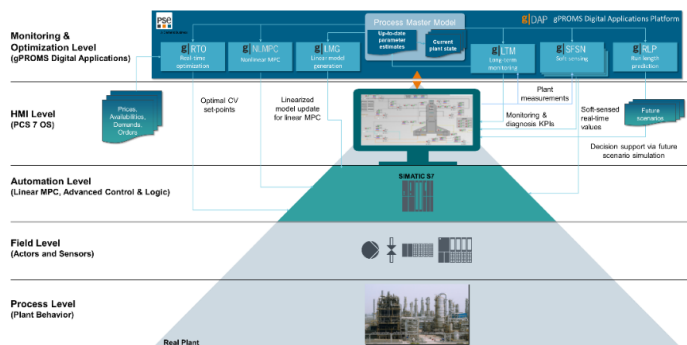 Monitoring &
Optimization Level
(gPROMS Digital Applications)
PSE
Process Master Model
Up-to-date
parameter
estimates
Current
plant state
g DAP gPROMS Digital Applications Platform
g RTO
Real-time
optimisation
g NLMPC
Nonlinear MPC
g LMG
Linear model
generation
g LTM
Long-term
monitoring
g SFSN
Soft-sensing
g RLP
Run length
prediction
HMI Level
(PCS 7 OS)
Prices,
Availabilities,
Demands,
Orders
Optimal CV
set-points
Linearized
model update
for linear MPC
Plant
measurements
Monitoring &
diagnosis KPIs
Soft-sensed
real-time
values
Future
scenarios
Decision support via future
scenario simulation
Automation Level
(Linear MPC, Advanced Control & Logic)
SIMATIC S7
Field Level
(Actors and Sensors)
Process Level
(Plant Behavior)
Real Plant